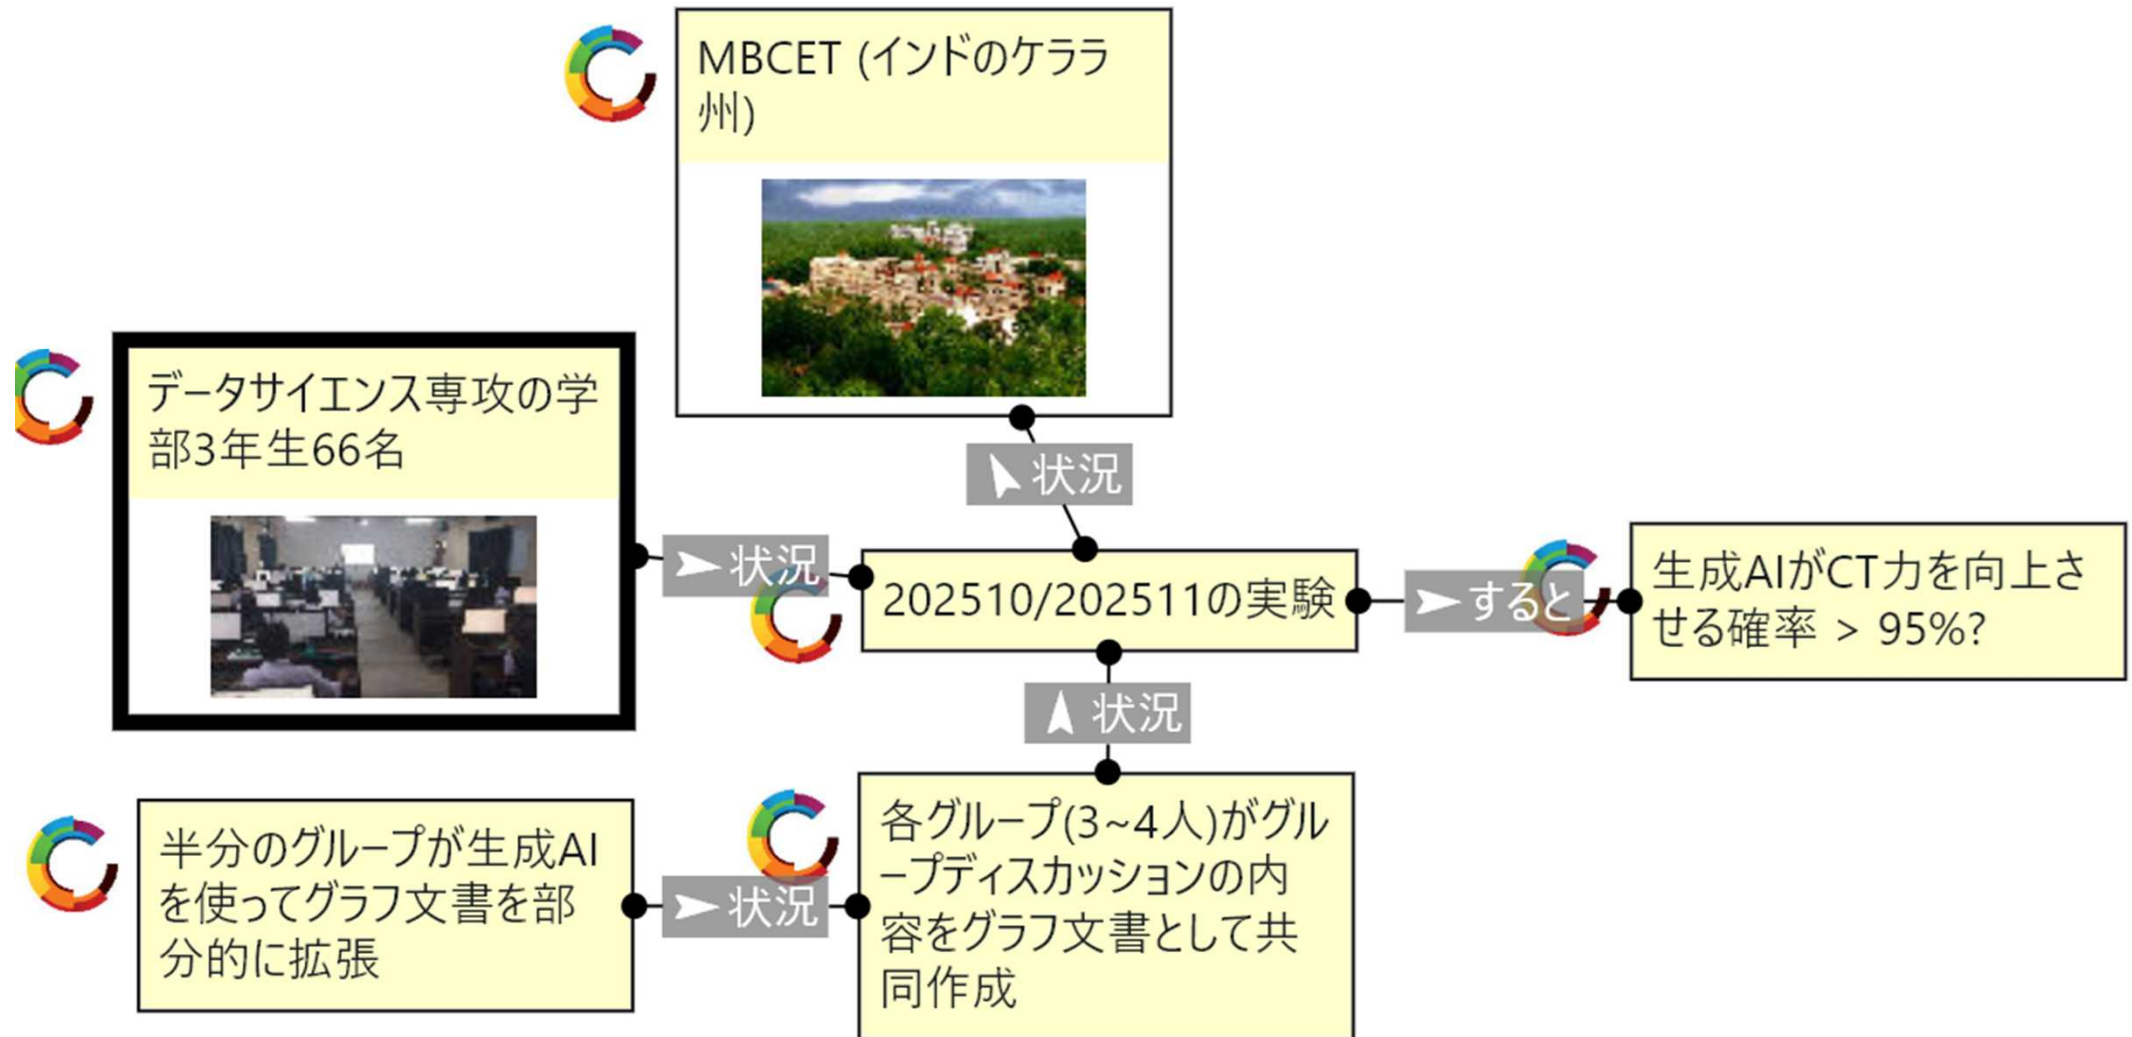 MBCET (インドのケララ
州)
データサイエンス専攻の学
部3年生66名
状況
状況
202510/202511の実験
すると
生成AIがCT力を向上さ
せる確率 > 95%?
状況
半分のグループが生成AI
を使ってグラフ文書を部
分的に拡張
状況
各グループ(3~4人)がグル
ープディスカッションの内
容をグラフ文書として共
同作成